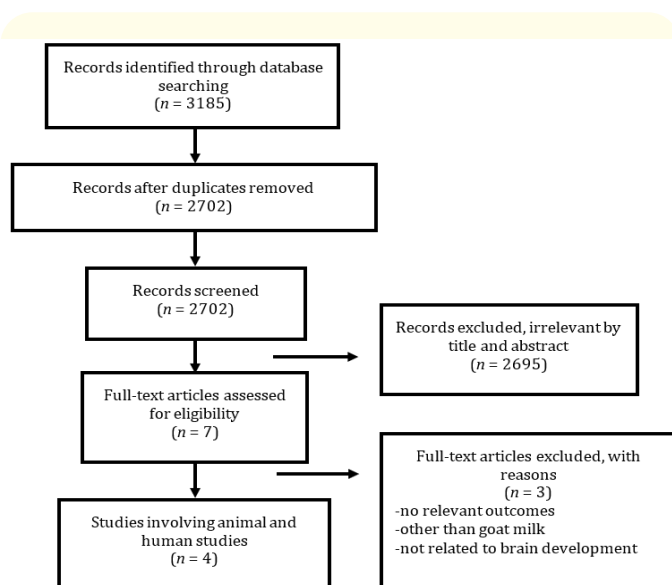 Records identified through database
searching
(n = 3185)
Records after duplicates removed
(n = 2702)
Records screened
(n = 2702)
Records excluded, irrelevant by
title and abstract
(n = 2695)
Full-text articles assessed
for eligibility
(n = 7)
Full-text articles excluded, with
reasons
(n = 3)
-no relevant outcomes
-other than goat milk
-not related to brain development
Studies involving animal and
human studies
(n = 4)